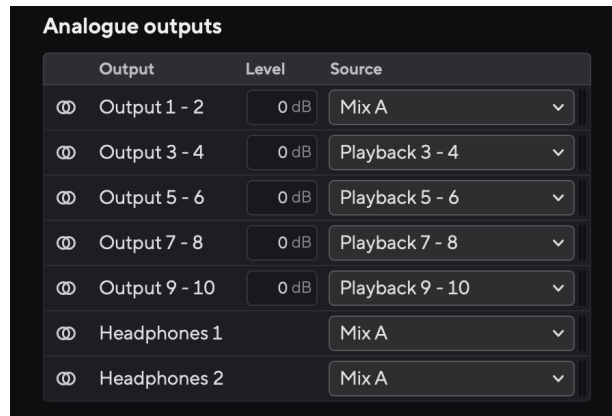 Analogue outputs
Output Level Source
Output 1 - 2 0 dB Mix A
Output 3 - 4 0 dB Playback 3 - 4
Output 5 - 6 0 dB Playback 5 - 6
Output 7 - 8 0 dB Playback 7 - 8
Output 9 - 10 0 dB Playback 9 - 10
Headphones 1 Mix A
Headphones 2 Mix A